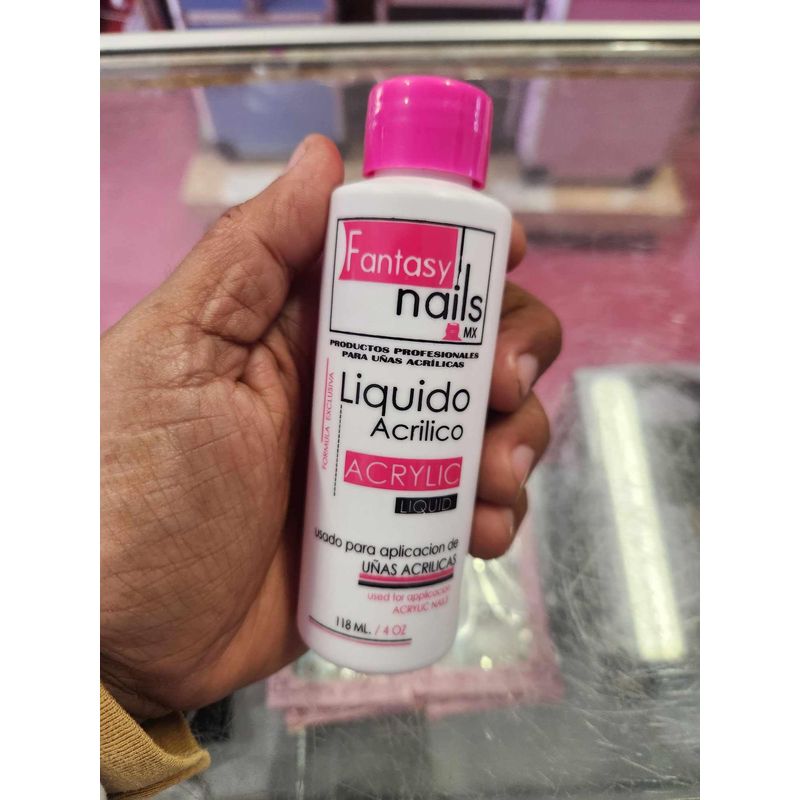 Fantasy
nails
MX
PRODUCTOS PROFESIONALES
PARA UÑAS ACRÍLICAS
FORMULA EXCLUSIVA
Liquido
Acrilico
ACRYLIC
LIQUID
usado para aplicacion de
UÑAS ACRILICAS
used for application
ACRYLIC NAILS
118 ML. / 4 OZ